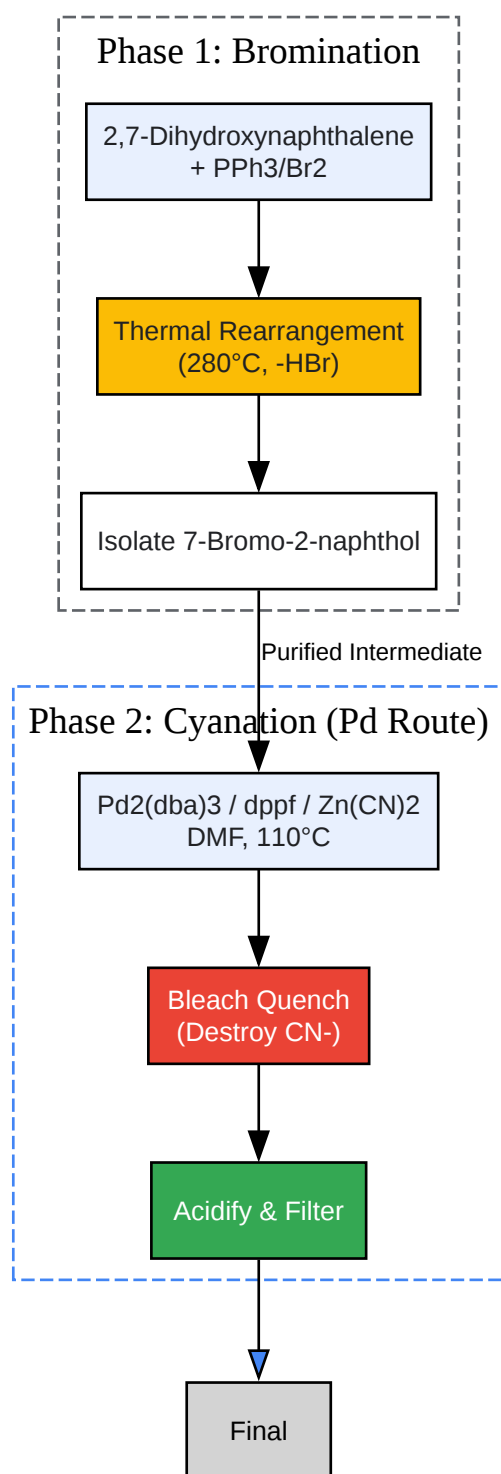 Phase 1: Bromination
2,7-Dihydroxynaphthalene
+ PPh3/Br2
Thermal Rearrangement
(280°C, -HBr)
Isolate 7-Bromo-2-naphthol
Purified Intermediate
Phase 2: Cyanation (Pd Route)
Pd2(dba)3 / dppf / Zn(CN)2
DMF, 110°C
Bleach Quench
(Destroy CN-)
Acidify & Filter
Final